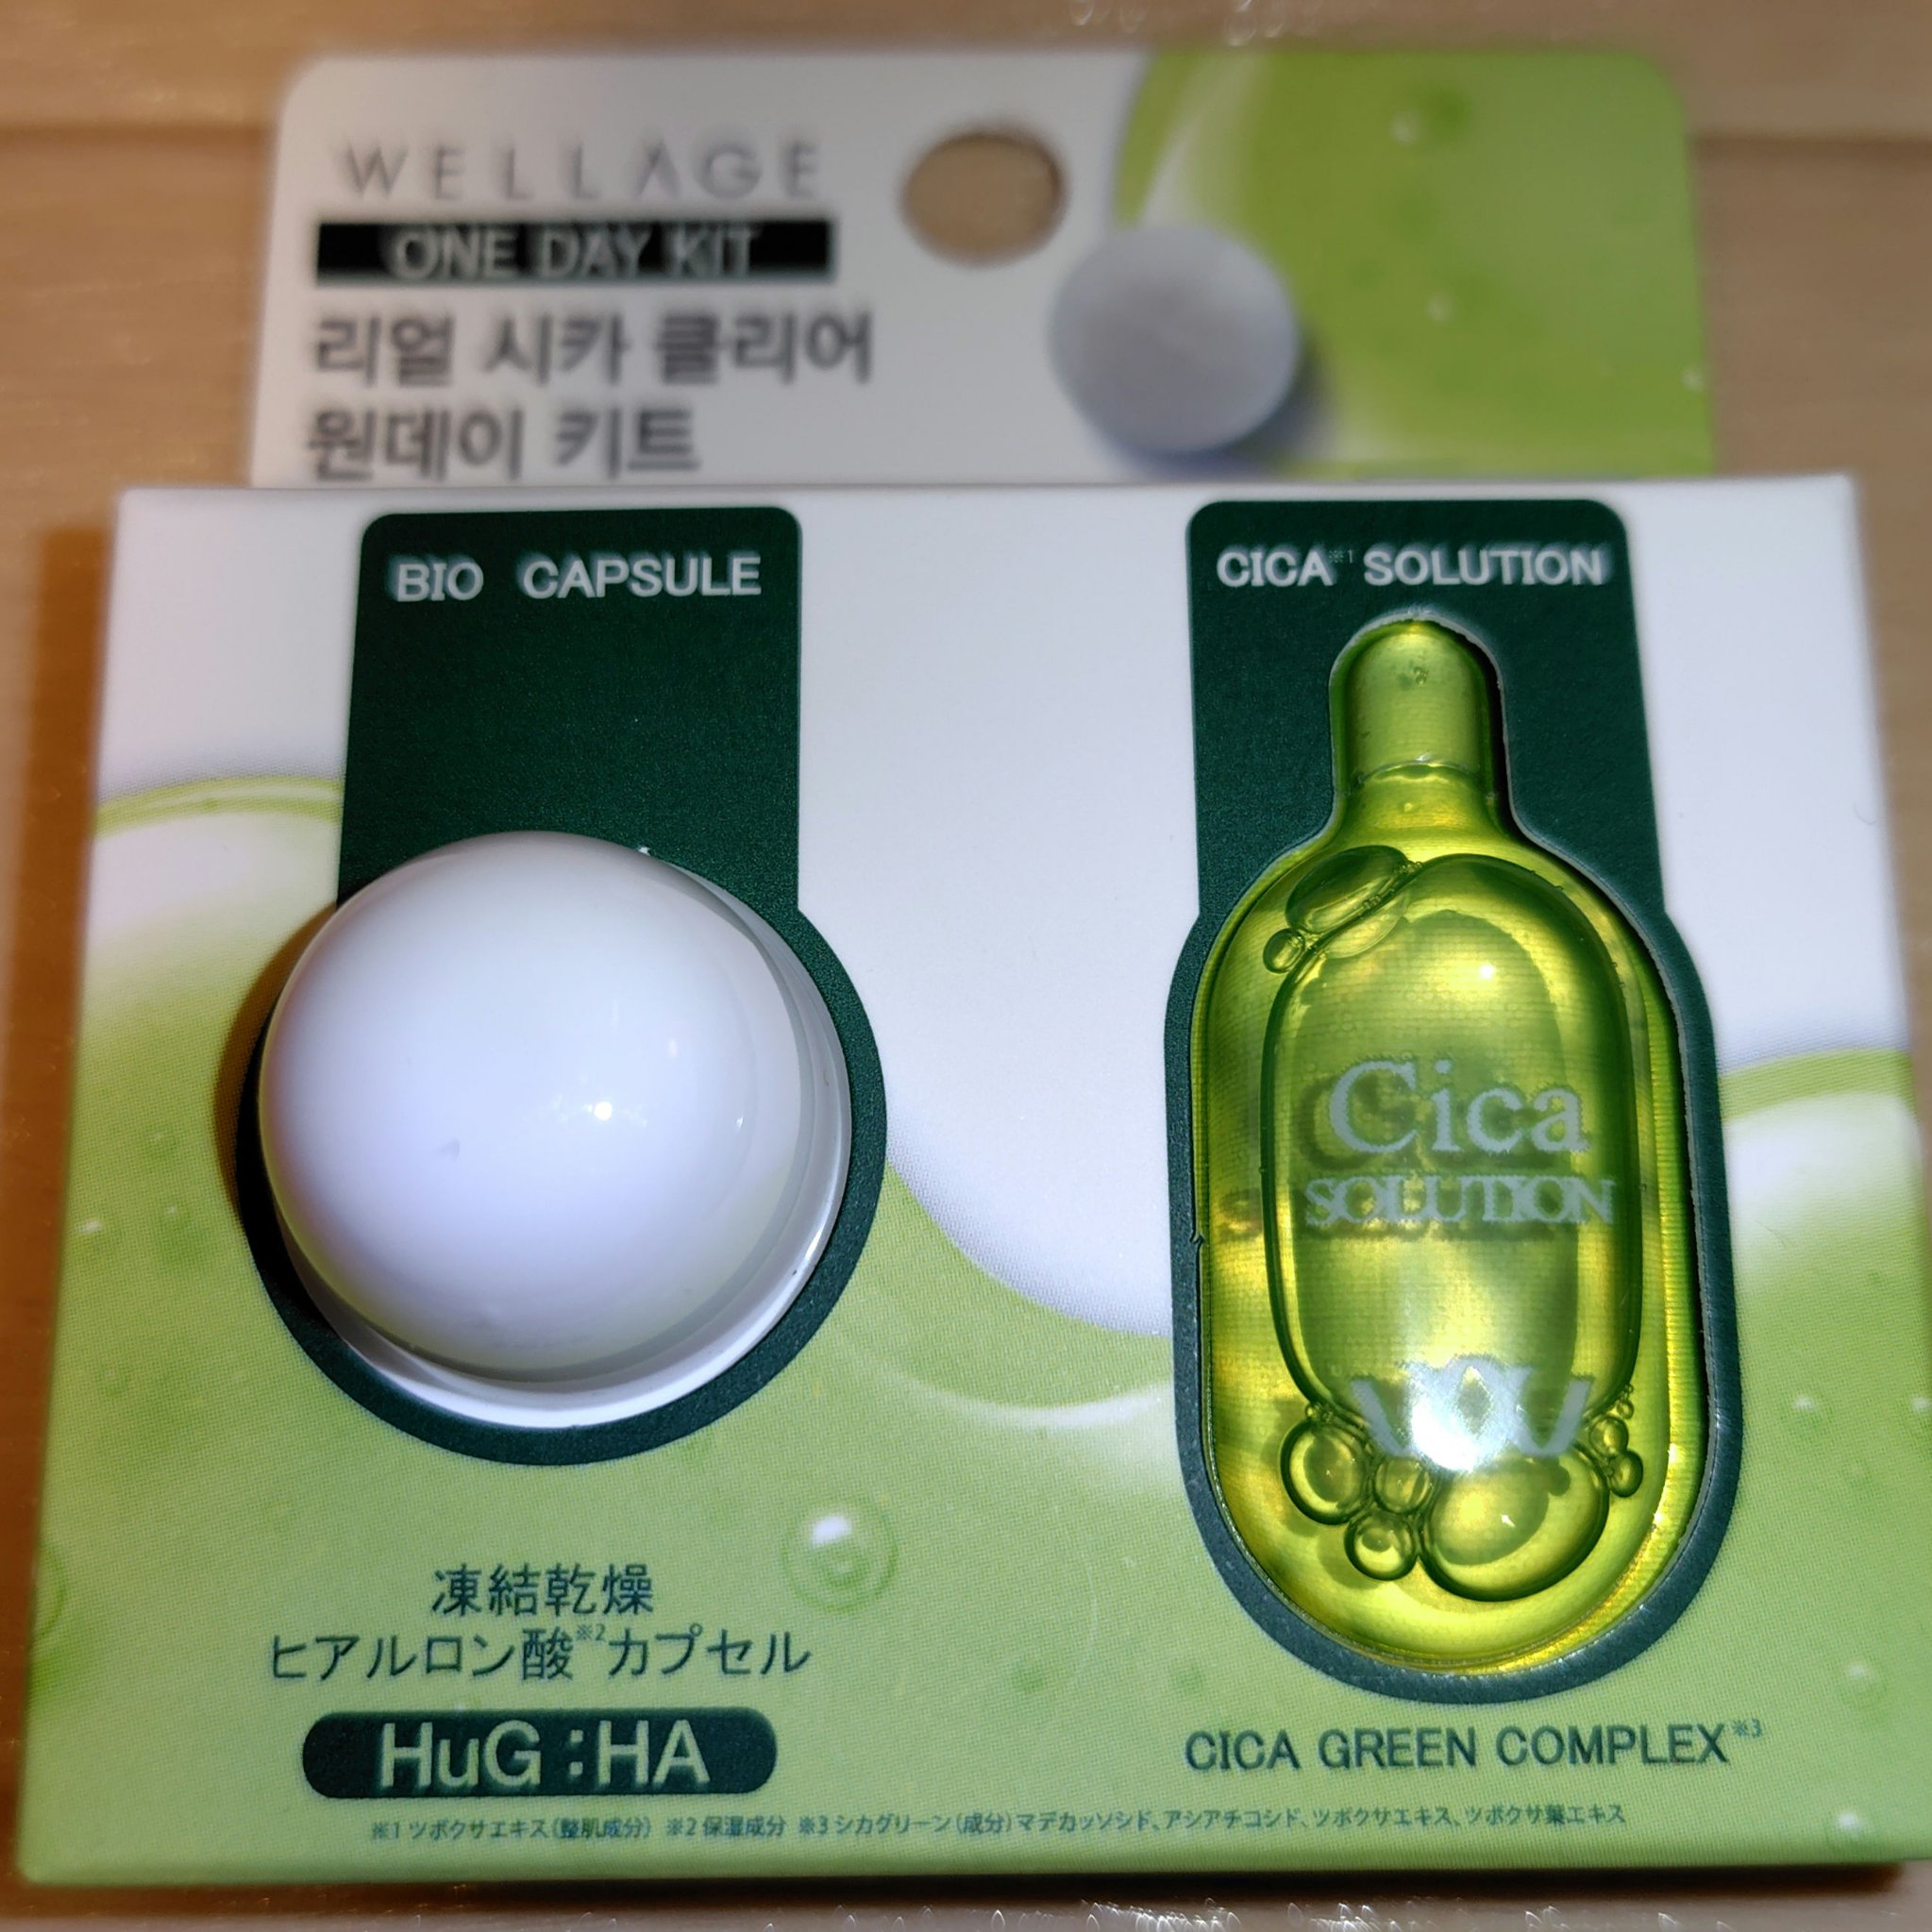 WELLAGE
ONE DAY KIT
리얼 시카 클리어
원데이 키트
BIO CAPSULE
CICA※1 SOLUTION
Cica
SOLUTION
凍結乾燥
ヒアルロン酸※2カプセル
HuG:HA
CICA GREEN COMPLEX※3
※1 ツボクサエキス(整肌成分) ※2 保湿成分 ※3 シカグリーン(成分)マデカッソシド、アシアチコシド、ツボクサエキス、ツボクサ葉エキス